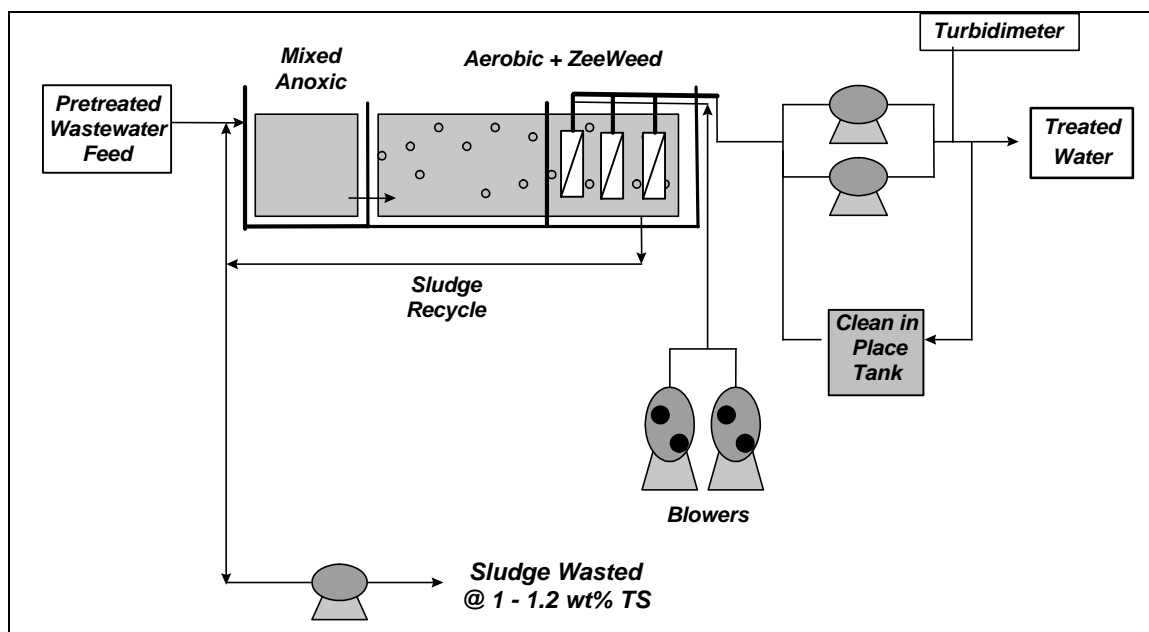 Turbidimeter
Mixed
Anoxic
Aerobic + ZeeWeed
Pretreated
Wastewater
Feed
Treated
Water
Sludge
Recycle
Clean in
Place
Tank
Blowers
Sludge Wasted
@ 1 - 1.2 wt% TS